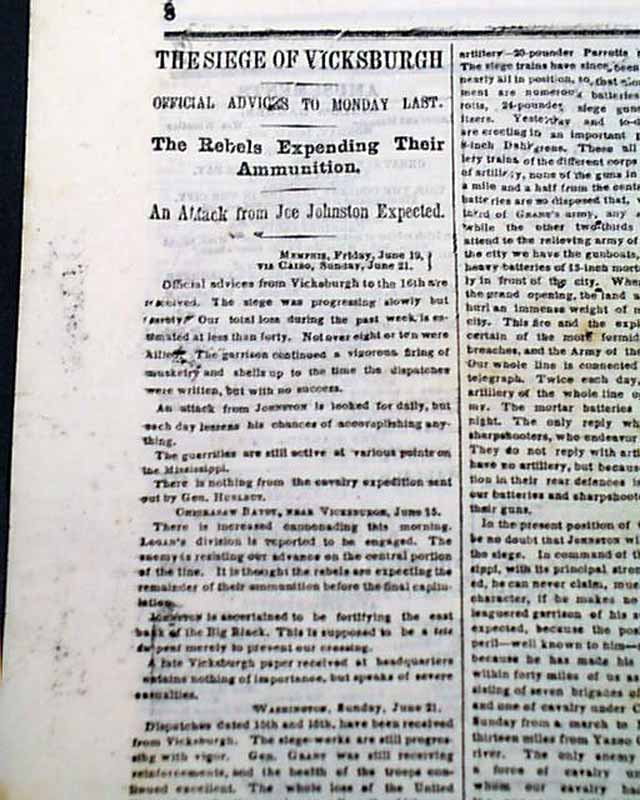 8
THE SIEGE OF VICKSBURGH
OFFICIAL ADVICES TO MONDAY LAST.
The Rebels Expending Their
Ammunition.
An Attack from Joe Johnston Expected.
MEMPHIS, Friday, June 19,
VIA CAIRO, Sunday, June 21.
Official advices from Vicksburgh to the 16th are
received. The siege was progressing slowly but
surely. Our total loss during the past week is es-
timated at less than forty. Not over eight or ten were
killed. The garrison continued a vigorous firing of
musketry and shells up to the time the dispatches
were written, but with no success.
An attack from JOHNSTON is looked for daily, but
each day lessens his chances of accomplishing any-
thing.
The guerrillas are still active at various points on
the Mississippi.
There is nothing from the cavalry expedition sent
out by Gen. HURLBUT.
CHICKASAW BAYOU, NEAR VICKSBURGH, June 15.
There is increased cannonading this morning.
LOGAN's division is reported to be engaged. The
enemy is resisting our advance on the central portion
of the line. It is thought the rebels are expecting the
remainder of their ammunition before the final capitu-
lation.
JOHNSTON is ascertained to be fortifying the east
bank of the Big Black. This is supposed to be a
merely to prevent our crossing.
A late Vicksburgh paper received at headquarters
contains nothing of importance, but speaks of severe
casualties.
WASHINGTON, Sunday, June 21.
Dispatches dated 15th and 16th, have been received
from Vicksburgh. The siege-works are still progres-
sing with vigor. Gen. GRANT was still receiving
reinforcements, and the health of the troops con-
tinued excellent. The whole loss of the United
artillery—20-pounder Parrotts
The siege trains have since been
nearly all in position, so that
ment are numerous batteries
rotts, 24-pounder siege guns
itzers. Yesterday and to-d
are erecting in an important
8-inch Dahlgrens. These all
lery trains of the different corps
of artillery, none of the guns in
a mile and a half from the cent
batteries are so disposed that,
third of GRANT's army, any
while the other two-thirds
attend to the relieving army of
the city we have the gunboats,
heavy batteries of 13-inch mor
ly in front of the city. Whe
the grand opening, the land
hurl an immense weight of m
city. This fire and the exp
certain of the more formid
breaches, and the Army of th
Our whole line is connected
telegraph. Twice each day
artillery of the whole line o
my. The mortar batteries
night. The only reply wh
sharpshooters, who endeavor
They do not reply with arti
have no artillery, but becaus
tion in their rear defences i
our batteries and sharpshoot
their guns.
In the present position of
be no doubt that Johnston wi
the siege. In command of t
sippi, with its principal stron
ed, he can never claim, mu
character, if he makes no
leaguered garrison of his a
expected, because the po
peril—well known to him—
because he has made his
within forty miles of us a
sisting of seven brigades o
and one of cavalry under C
Sunday from a march to
thirteen miles from Yazoo C
river. The only enemy
a force of cavalry u
whom our cavalry ha